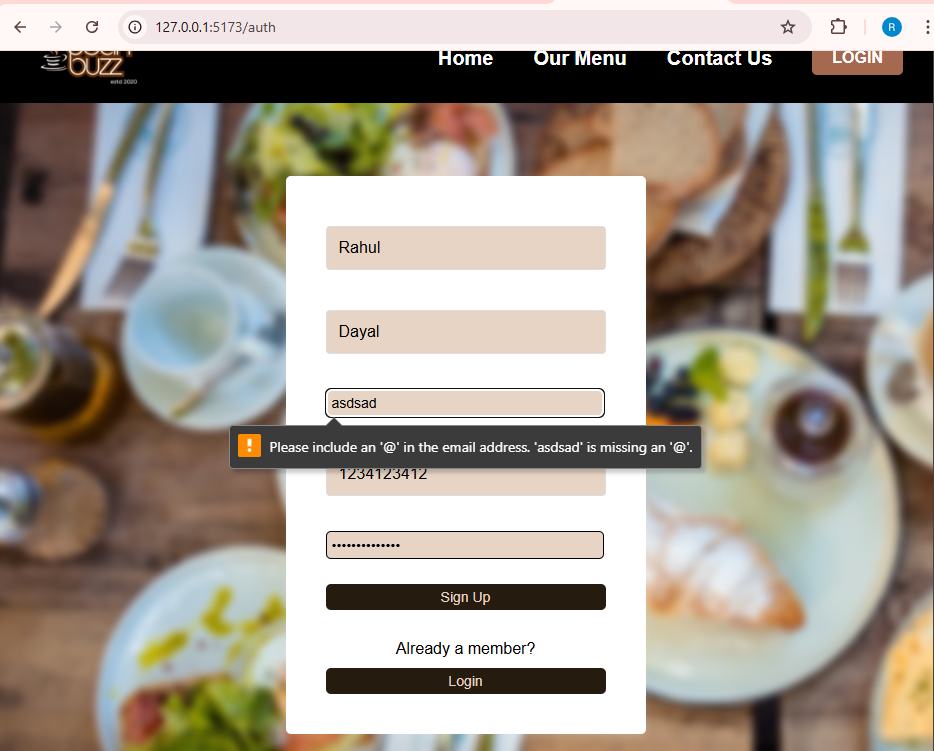 127.0.0.1:5173/auth
R
buzz
estd 2020
Home Our Menu Contact Us LOGIN
Rahul
Dayal
asdsad
Please include an '@' in the email address. 'asdsad' is missing an '@'.
1234123412
••••••••••••••
Sign Up
Already a member?
Login